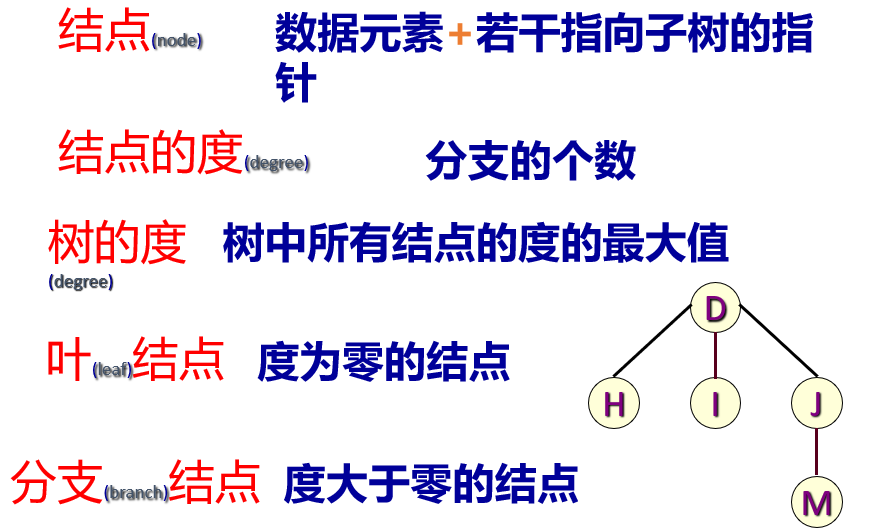 结点(node) 数据元素+若干指向子树的指
针
结点的度(degree) 分支的个数
树的度 树中所有结点的度的最大值
(degree)
D
叶(leaf)结点 度为零的结点
H I J
分支(branch)结点 度大于零的结点
M